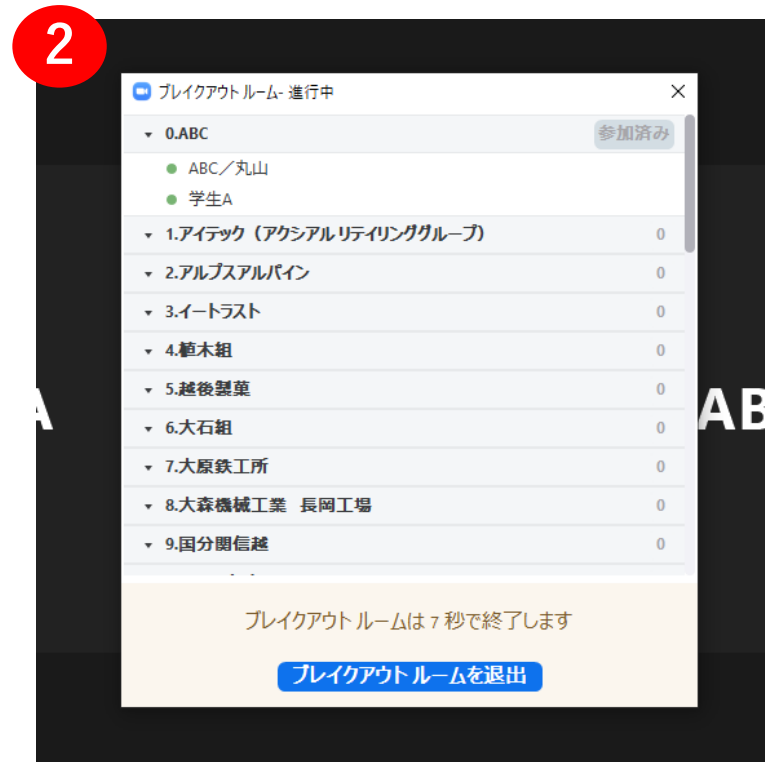 2
ブレイクアウト ルーム- 進行中
0.ABC 参加済み
ABC／丸山
学生A
1.アイテック（アクシアル リテイリンググループ） 0
2.アルプスアルパイン 0
3.イートラスト 0
4.植木組 0
5.越後製菓 0
6.大石組 0
7.大原鉄工所 0
8.大森機械工業 長岡工場 0
9.国分関信越 0
A
AB
ブレイクアウト ルームは 7 秒で終了します
ブレイクアウト ルームを退出